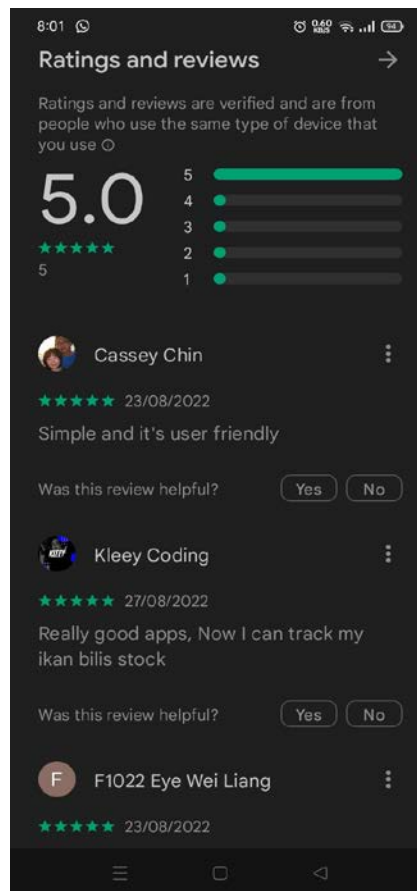 8:01
0.60 KB/S 94
Ratings and reviews
Ratings and reviews are verified and are from
people who use the same type of device that
you use
5.0
5
5
4
3
2
1
Cassey Chin
23/08/2022
Simple and it's user friendly
Was this review helpful? Yes No
Kleey Coding
27/08/2022
Really good apps, Now I can track my
ikan bilis stock
Was this review helpful? Yes No
F F1022 Eye Wei Liang
23/08/2022